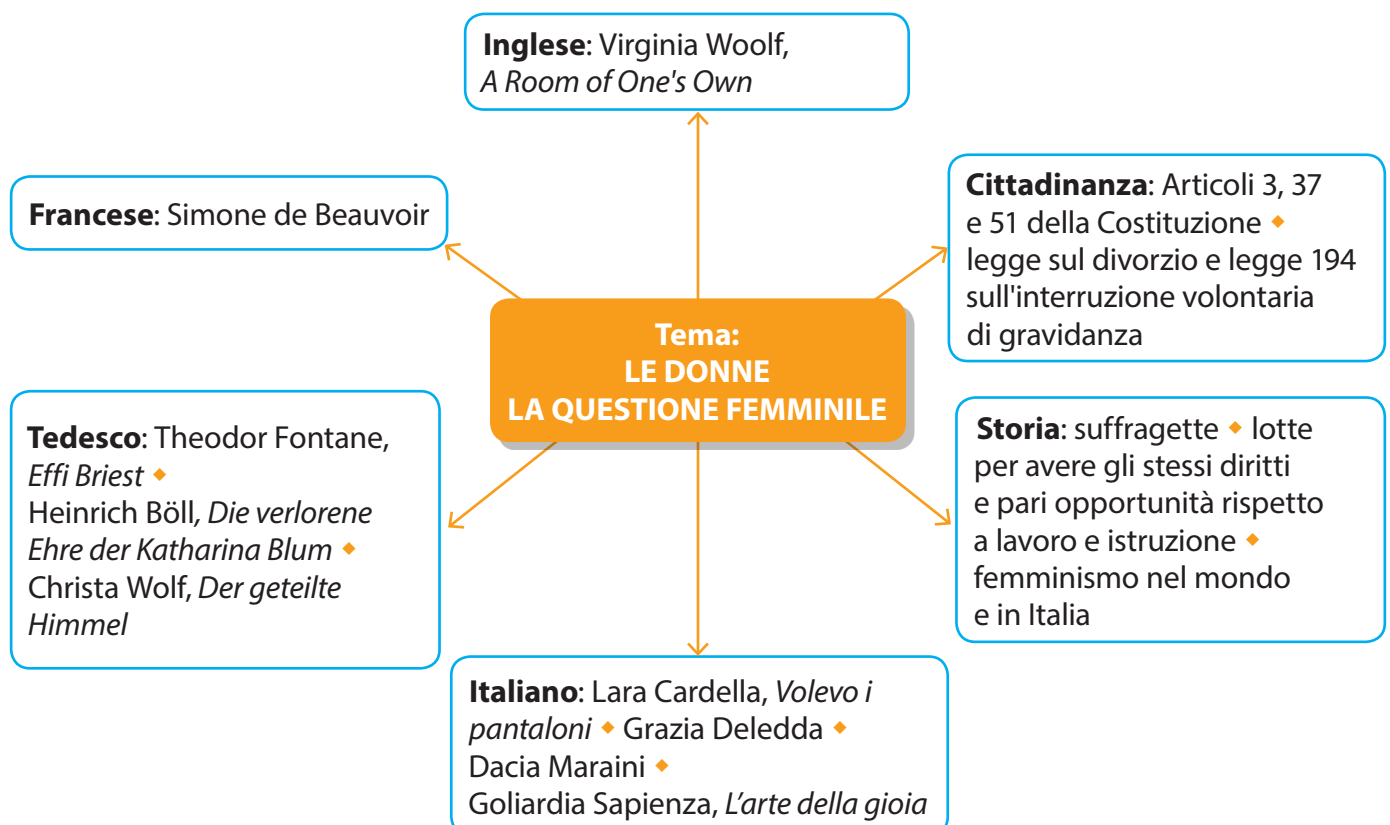 Inglese: Virginia Woolf,
A Room of One's Own
Francese: Simone de Beauvoir
Cittadinanza: Articoli 3, 37
e 51 della Costituzione ◆
legge sul divorzio e legge 194
sull'interruzione volontaria
di gravidanza
Tema:
LE DONNE
LA QUESTIONE FEMMINILE
Tedesco: Theodor Fontane,
Effi Briest ◆
Heinrich Böll, Die verlorene
Ehre der Katharina Blum ◆
Christa Wolf, Der geteilte
Himmel
Storia: suffragette ◆ lotte
per avere gli stessi diritti
e pari opportunità rispetto
a lavoro e istruzione ◆
femminismo nel mondo
e in Italia
Italiano: Lara Cardella, Volevo i
pantaloni ◆ Grazia Deledda ◆
Dacia Maraini ◆
Goliardia Sapienza, L'arte della gioia